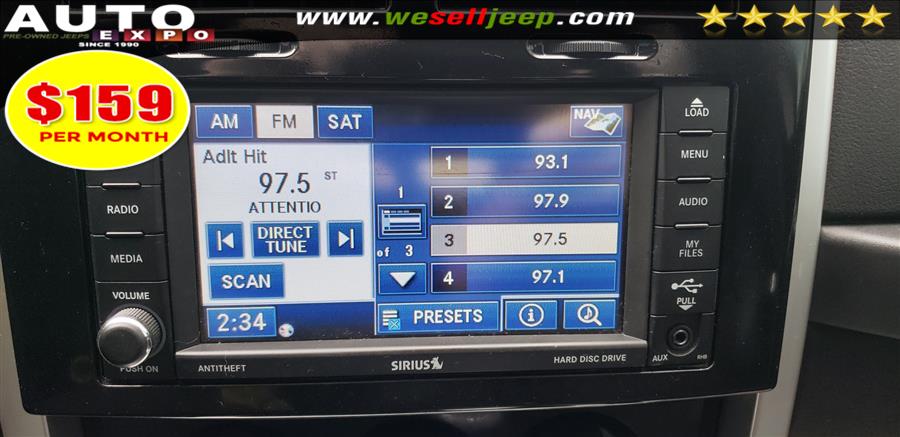 AUTO
PRE-OWNED JEEPS
EXPO
SINCE 1990
www.weselljeep.com
$159
PER MONTH
AM FM SAT NAV
Adlt Hit
97.5 ST
ATTENTIO
DIRECT
TUNE
SCAN
2:34
1
of 3
1 93.1
2 97.9
3 97.5
4 97.1
PRESETS
RADIO
MEDIA
VOLUME
PUSH ON
LOAD
MENU
AUDIO
MY
FILES
PULL
AUX RHB
ANTITHEFT
SIRIUS
HARD DISC DRIVE